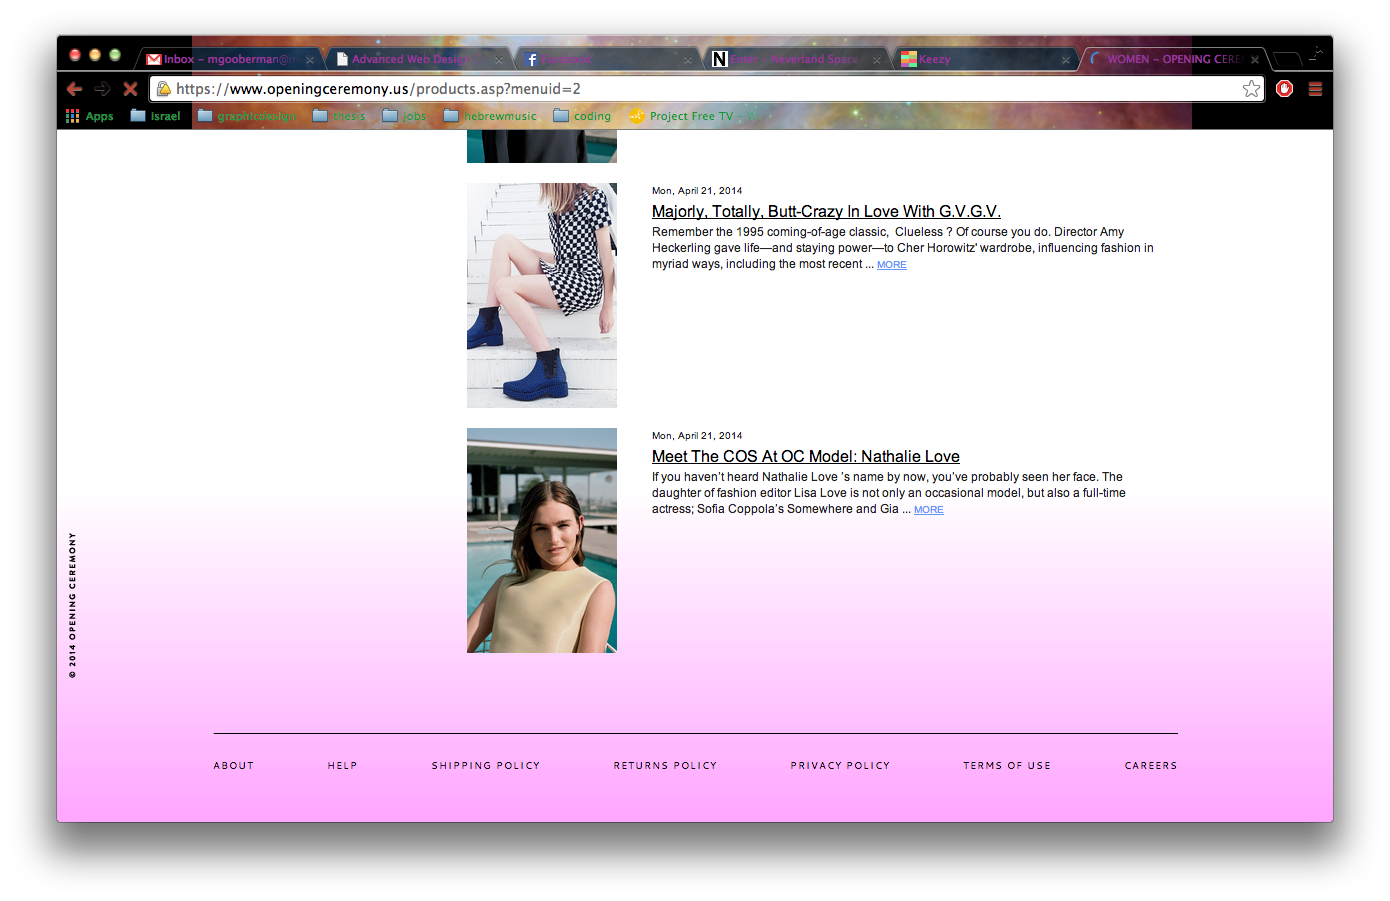 Inbox – mgooberman@m
Advanced Web Design
Facebook
Enter – Neverland Space
Keezy
WOMEN – OPENING CERE
https://www.openingceremony.us/products.asp?menuid=2
Apps
Israel
graphicdesign
thesis
jobs
hebrewmusic
coding
Project Free TV
Mon, April 21, 2014
Majorly, Totally, Butt-Crazy In Love With G.V.G.V.
Remember the 1995 coming-of-age classic,  Clueless ? Of course you do. Director Amy
Heckerling gave life—and staying power—to Cher Horowitz' wardrobe, influencing fashion in
myriad ways, including the most recent ... MORE
Mon, April 21, 2014
Meet The COS At OC Model: Nathalie Love
If you haven’t heard Nathalie Love ’s name by now, you’ve probably seen her face. The
daughter of fashion editor Lisa Love is not only an occasional model, but also a full-time
actress; Sofia Coppola’s Somewhere and Gia ... MORE
© 2014 OPENING CEREMONY
ABOUT
HELP
SHIPPING POLICY
RETURNS POLICY
PRIVACY POLICY
TERMS OF USE
CAREERS